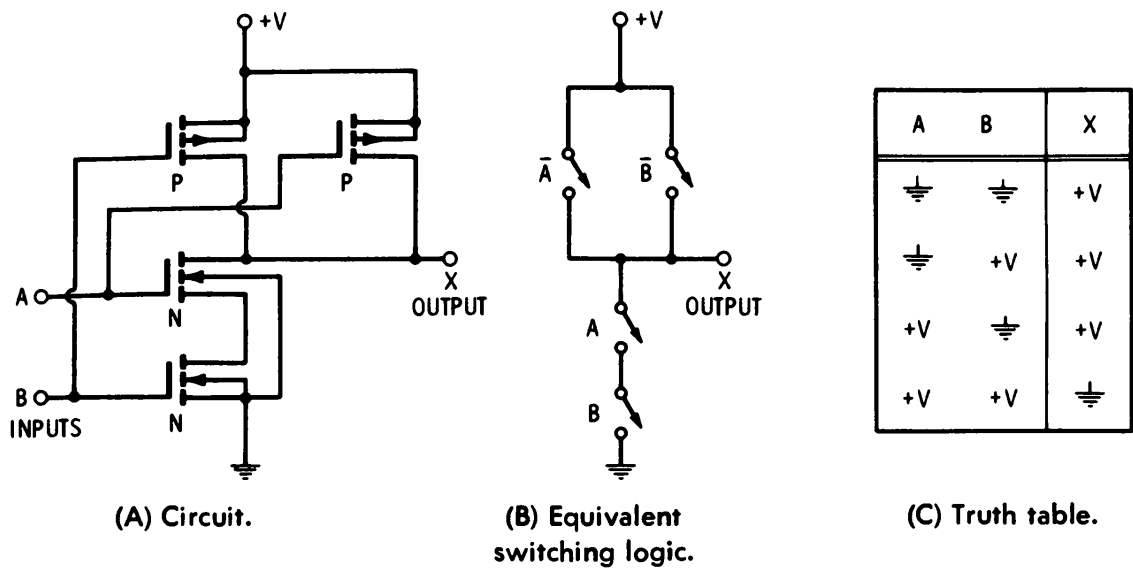 +V
P
P
A
N
X
OUTPUT
B
INPUTS
N
(A) Circuit.
+V
A̅
B̅
X
OUTPUT
A
B
(B) Equivalent
switching logic.
A B X
+V
+V +V
+V +V
+V +V
(C) Truth table.